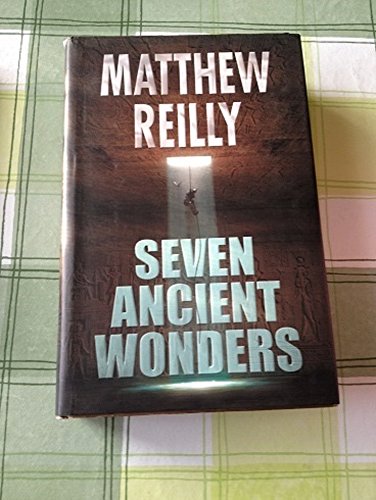 MATTHEW
REILLY
SEVEN
ANCIENT
WONDERS